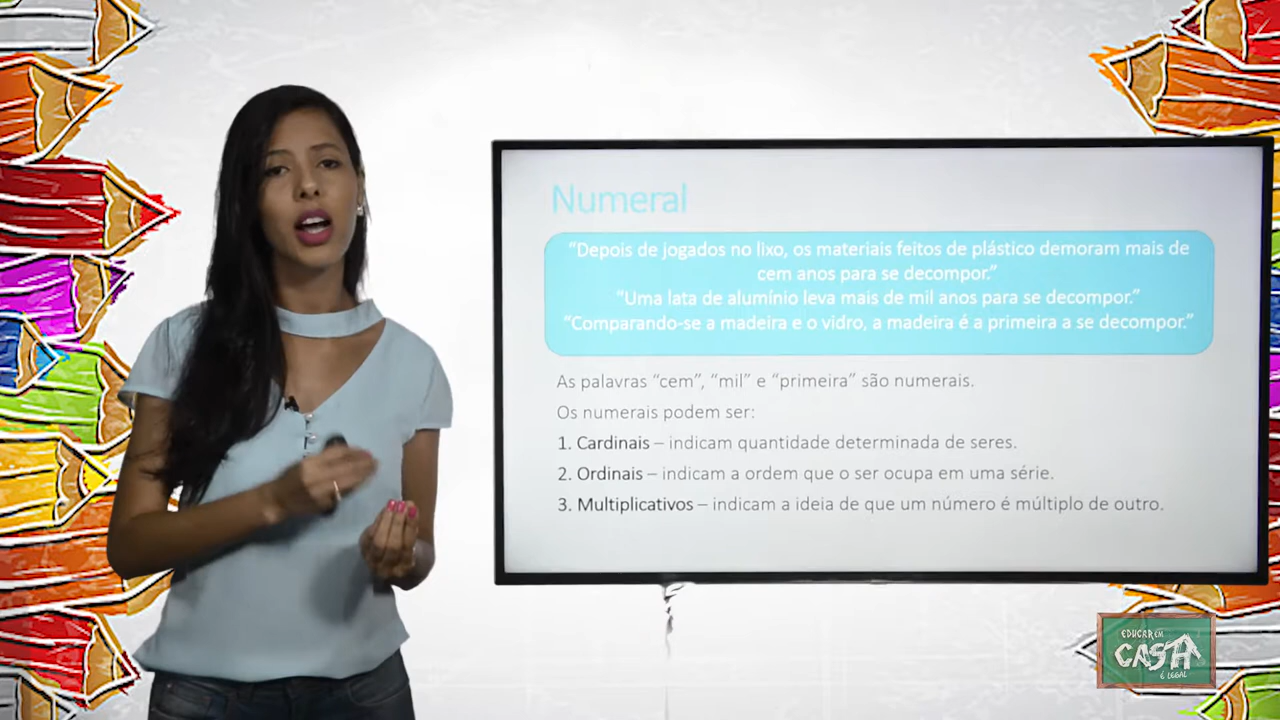 Numeral
“Depois de jogados no lixo, os materiais feitos de plástico demoram mais de
cem anos para se decompor.”
“Uma lata de alumínio leva mais de mil anos para se decompor.”
“Comparando-se a madeira e o vidro, a madeira é a primeira a se decompor.”
As palavras “cem”, “mil” e “primeira” são numerais.
Os numerais podem ser:
1. Cardinais – indicam quantidade determinada de seres.
2. Ordinais – indicam a ordem que o ser ocupa em uma série.
3. Multiplicativos – indicam a ideia de que um número é múltiplo de outro.
EDUCAR EM
CASA
É LEGAL